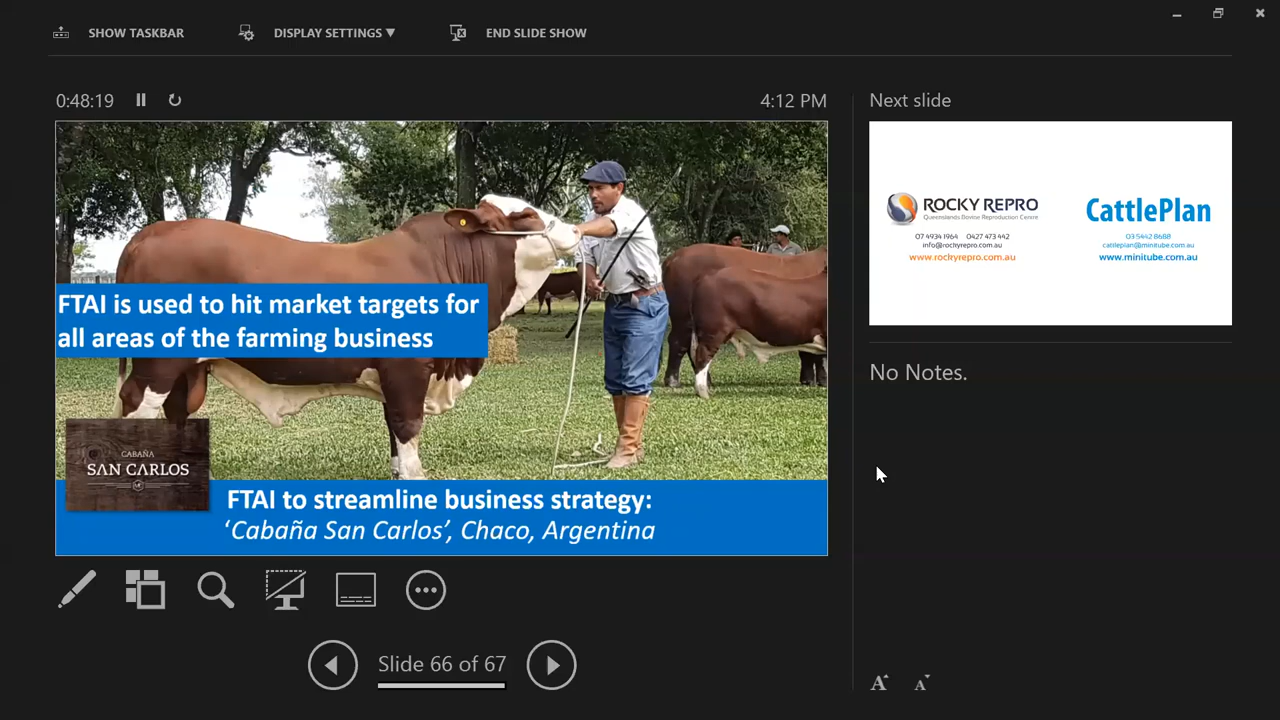 SHOW TASKBAR
DISPLAY SETTINGS ▼
END SLIDE SHOW
0:48:19
4:12 PM
FTAI is used to hit market targets for
all areas of the farming business
CABAÑA
SAN CARLOS
FTAI to streamline business strategy:
‘Cabaña San Carlos’, Chaco, Argentina
Slide 66 of 67
Next slide
ROCKY REPRO
Queensland's Bovine Reproduction Centre
07 4934 1964 0427 473 442
info@rockyrepro.com.au
www.rockyrepro.com.au
CattlePlan
03 5442 8688
cattleplan@minitube.com.au
www.minitube.com.au
No Notes.
A A